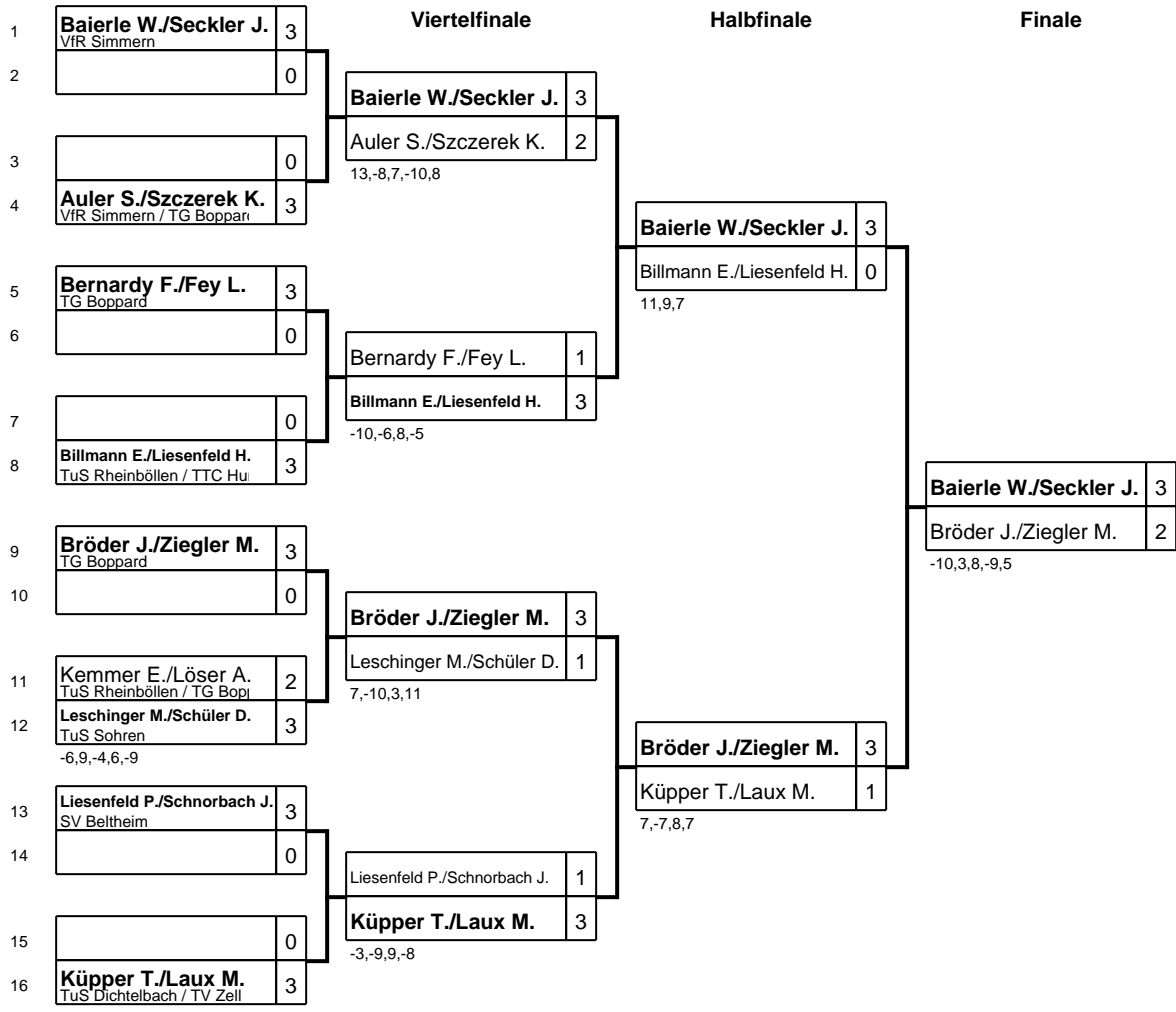 Viertelfinale
Halbfinale
Finale
1 Baierle W./Seckler J. 3
VfR Simmern
2 0
3 0
4 Auler S./Szczerek K. 3
VfR Simmern / TG Boppard
5 Bernardy F./Fey L. 3
TG Boppard
6 0
7 0
8 Billmann E./Liesenfeld H. 3
TuS Rheinböllen / TTC Hu
9 Bröder J./Ziegler M. 3
TG Boppard
10 0
11 Kemmer E./Löser A. 2
TuS Rheinböllen / TG Bopp
12 Leschinger M./Schüler D. 3
TuS Sohren
-6,9,-4,6,-9
13 Liesenfeld P./Schnorbach J. 3
SV Beltheim
14 0
15 0
16 Küpper T./Laux M. 3
TuS Dichtelbach / TV Zell
Baierle W./Seckler J. 3
Auler S./Szczerek K. 2
13,-8,7,-10,8
Bernardy F./Fey L. 1
Billmann E./Liesenfeld H. 3
-10,-6,8,-5
Bröder J./Ziegler M. 3
Leschinger M./Schüler D. 1
7,-10,3,11
Liesenfeld P./Schnorbach J. 1
Küpper T./Laux M. 3
-3,-9,9,-8
Baierle W./Seckler J. 3
Billmann E./Liesenfeld H. 0
11,9,7
Bröder J./Ziegler M. 3
Küpper T./Laux M. 1
7,-7,8,7
Baierle W./Seckler J. 3
Bröder J./Ziegler M. 2
-10,3,8,-9,5